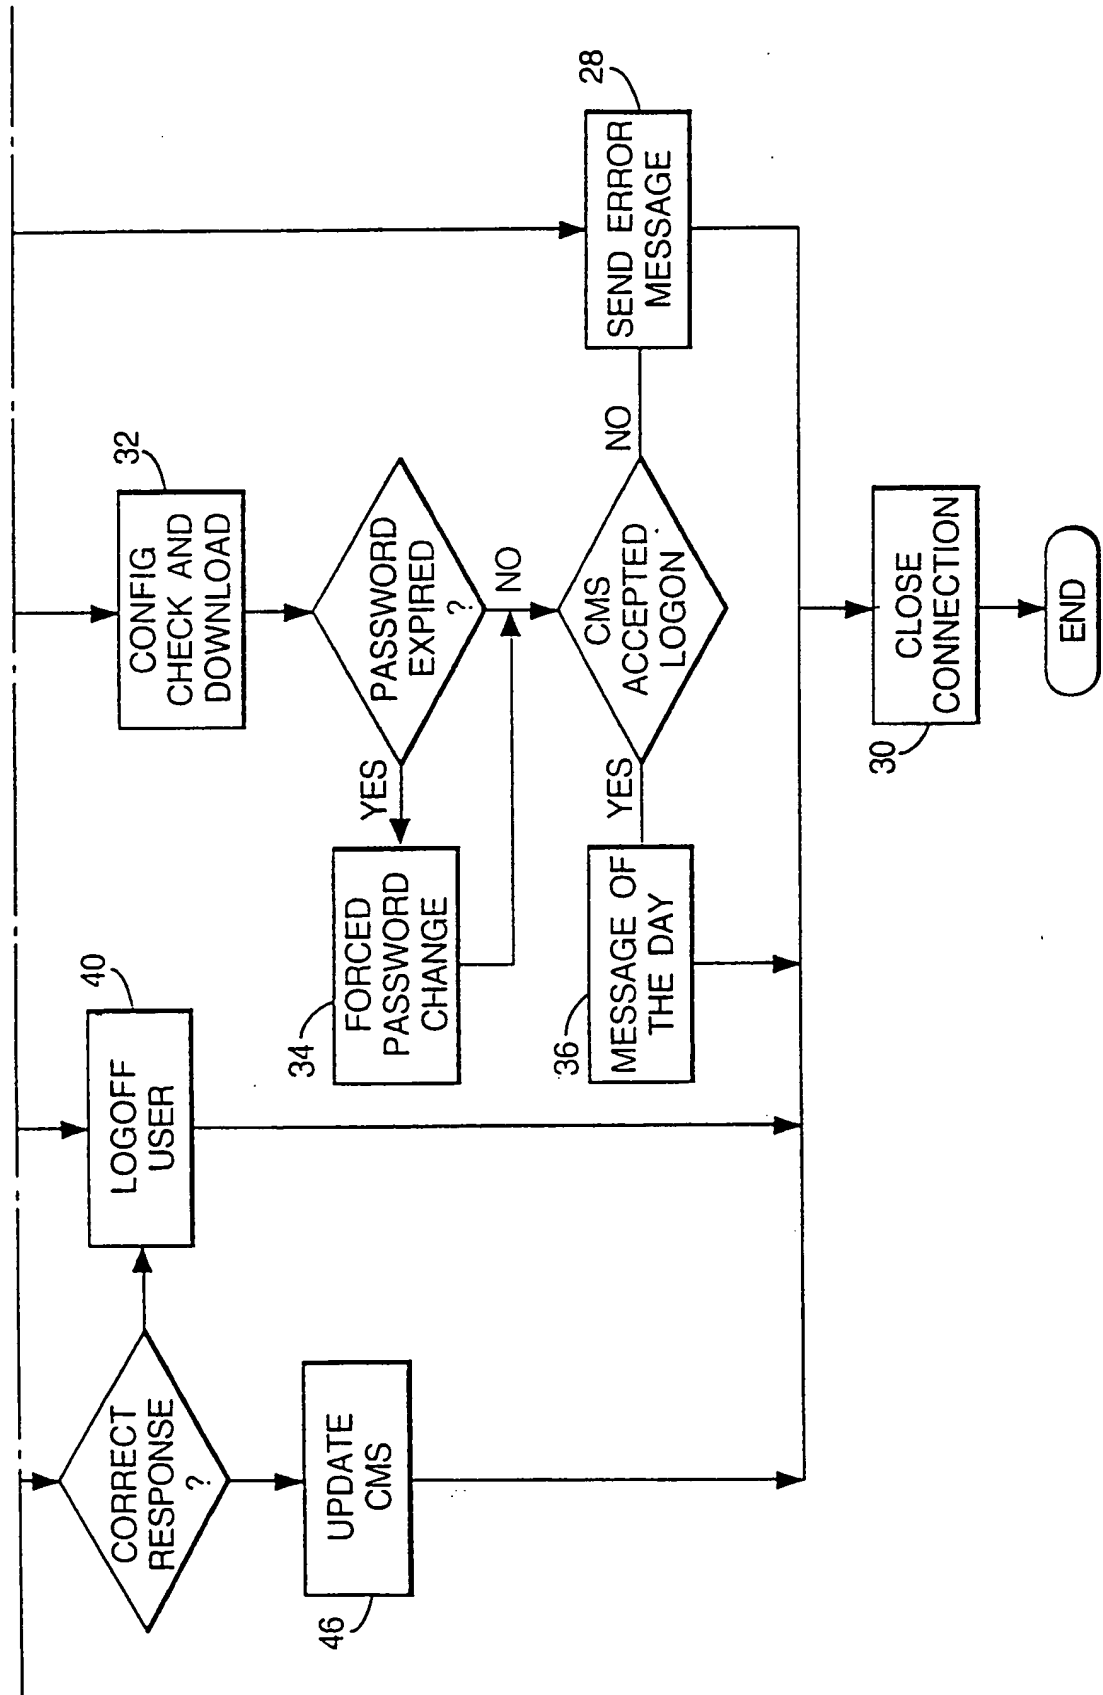 CORRECT
RESPONSE
?
LOGOFF
USER
40
CONFIG
CHECK AND
DOWNLOAD
32
UPDATE
CMS
46
FORCED
PASSWORD
CHANGE
34
YES
PASSWORD
EXPIRED
?
NO
MESSAGE OF
THE DAY
36
YES
CMS
ACCEPTED
LOGON
NO
SEND ERROR
MESSAGE
28
CLOSE
CONNECTION
30
END